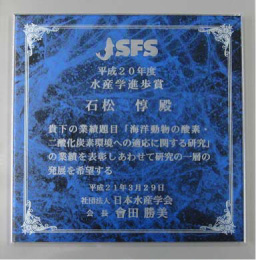 JSFS
平成20年度
水産学進歩賞
石松 惇 殿
貴下の業績題目「海洋動物の酸素・
二酸化炭素環境への適応に関する研究」
の業績を表彰しあわせて研究の一層の
発展を希望する
平成21年3月29日
社団法人 日本水産学会
会長 會田勝美